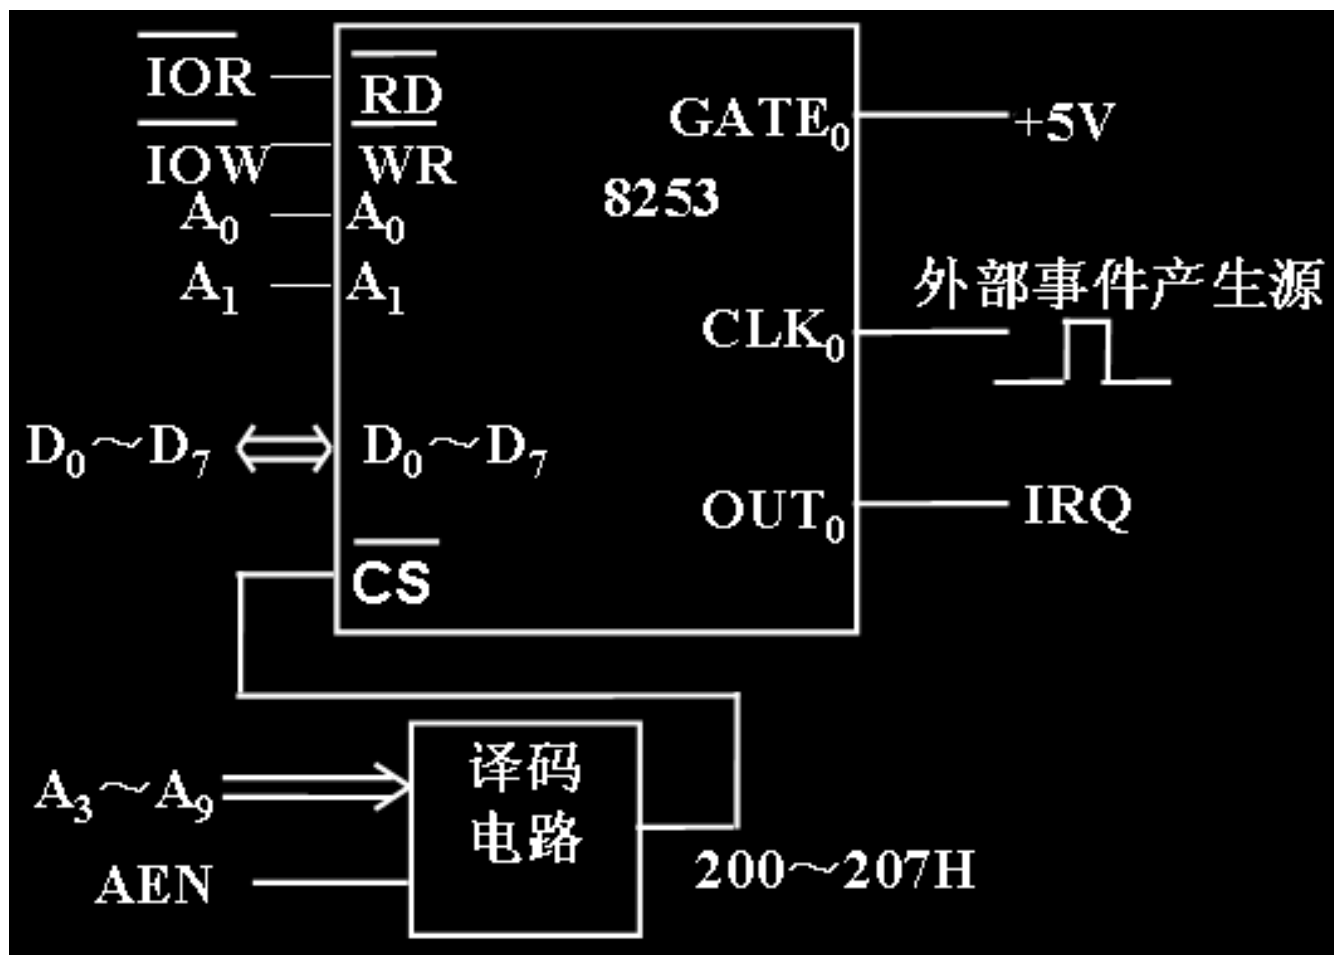 IOR
RD
GATE0
+5V
IOW
WR
8253
A0
A0
A1
A1
外部事件产生源
CLK0
D0～D7
D0～D7
OUT0
IRQ
CS
A3～A9
译码
电路
AEN
200～207H